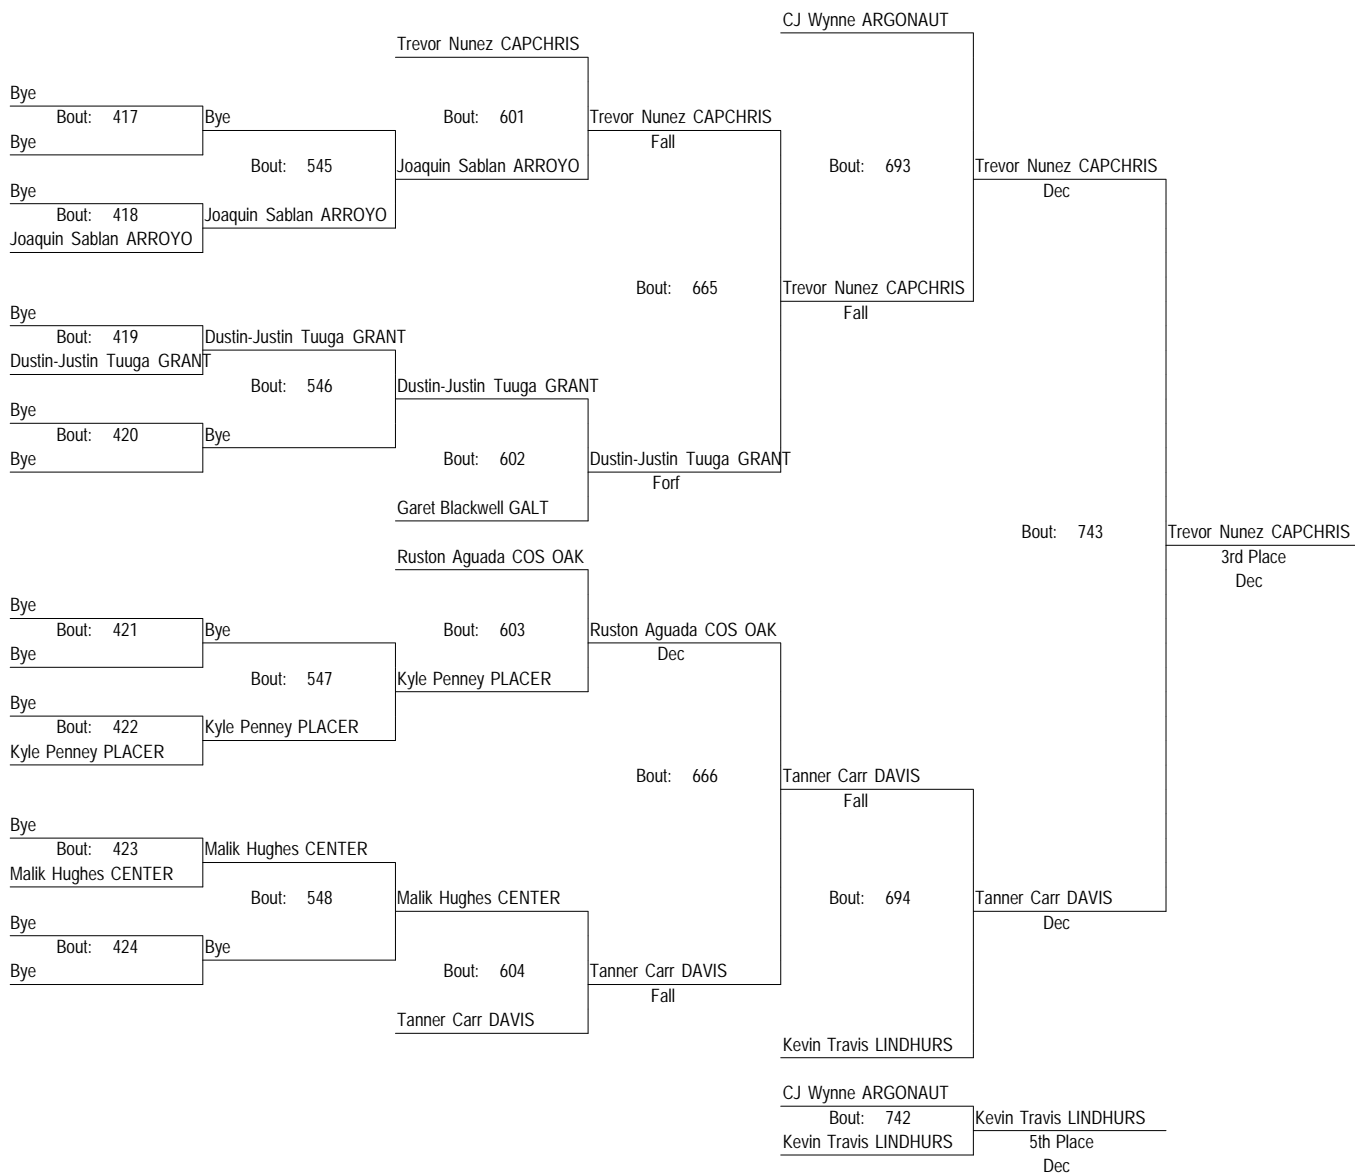 CJ Wynne ARGONAUT
Trevor Nunez CAPCHRIS
Bye
Bout: 417
Bye
Bye
Bout: 545
Bye
Bout: 418
Joaquin Sablan ARROYO
Joaquin Sablan ARROYO
Bout: 601
Joaquin Sablan ARROYO
Trevor Nunez CAPCHRIS
Fall
Bout: 693
Trevor Nunez CAPCHRIS
Dec
Bout: 665
Trevor Nunez CAPCHRIS
Fall
Bye
Bout: 419
Dustin-Justin Tuuga GRANT
Dustin-Justin Tuuga GRANT
Bout: 546
Dustin-Justin Tuuga GRANT
Bye
Bout: 420
Bye
Bye
Bout: 602
Dustin-Justin Tuuga GRANT
Forf
Garet Blackwell GALT
Bout: 743
Trevor Nunez CAPCHRIS
3rd Place
Dec
Ruston Aguada COS OAK
Bye
Bout: 421
Bye
Bye
Bout: 603
Ruston Aguada COS OAK
Dec
Bout: 547
Kyle Penney PLACER
Bye
Bout: 422
Kyle Penney PLACER
Kyle Penney PLACER
Bout: 666
Tanner Carr DAVIS
Fall
Bye
Bout: 423
Malik Hughes CENTER
Malik Hughes CENTER
Bout: 548
Malik Hughes CENTER
Bout: 694
Tanner Carr DAVIS
Dec
Bye
Bout: 424
Bye
Bye
Bout: 604
Tanner Carr DAVIS
Fall
Tanner Carr DAVIS
Kevin Travis LINDHURS
CJ Wynne ARGONAUT
Bout: 742
Kevin Travis LINDHURS
Kevin Travis LINDHURS
5th Place
Dec